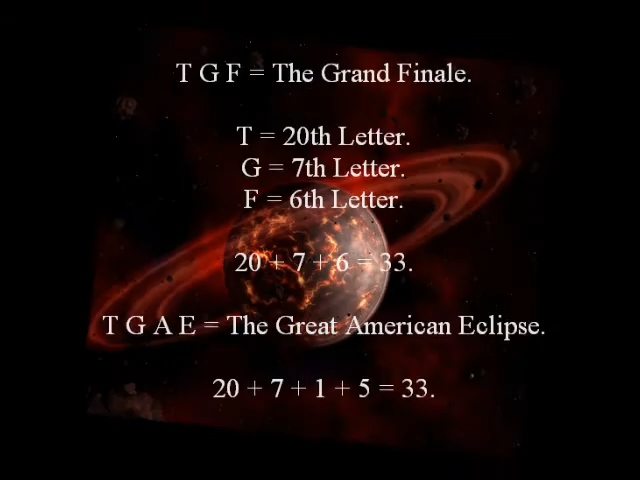 T G F = The Grand Finale.
T = 20th Letter.
G = 7th Letter.
F = 6th Letter.
20 + 7 + 6 = 33.
T G A E = The Great American Eclipse.
20 + 7 + 1 + 5 = 33.